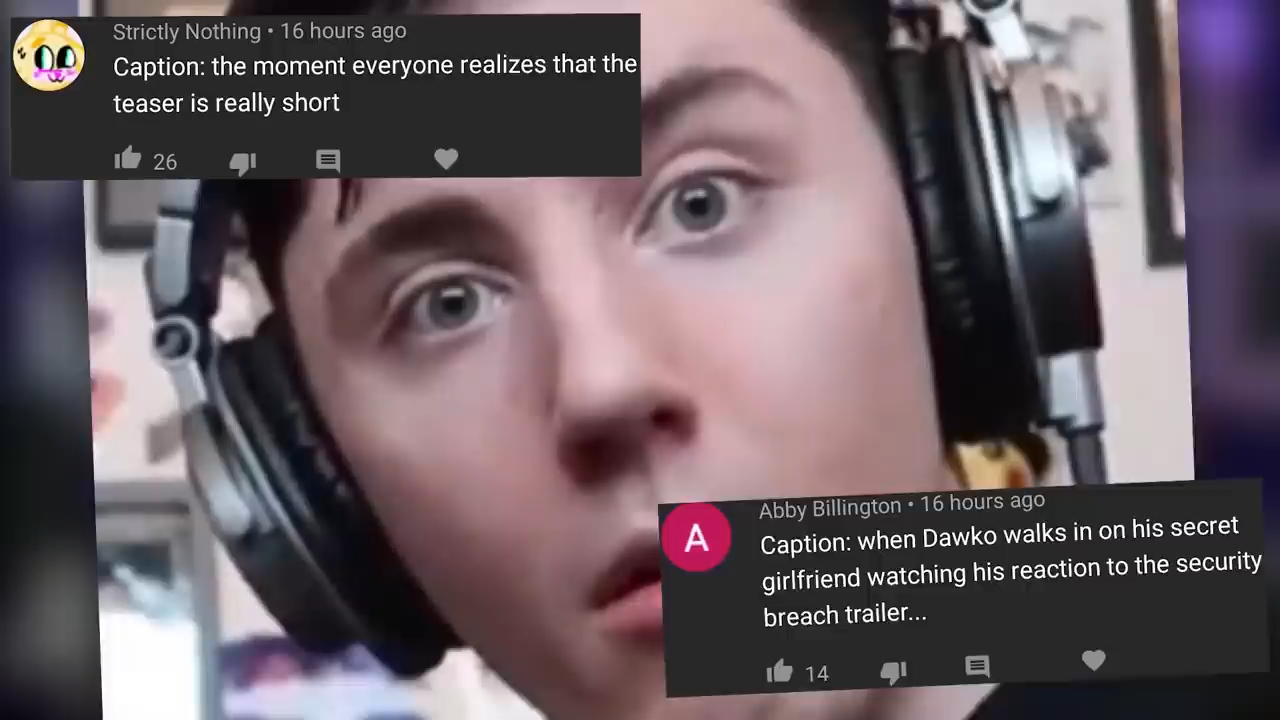 Strictly Nothing • 16 hours ago
Caption: the moment everyone realizes that the
teaser is really short
26
A
Abby Billington • 16 hours ago
Caption: when Dawko walks in on his secret
girlfriend watching his reaction to the security
breach trailer...
14